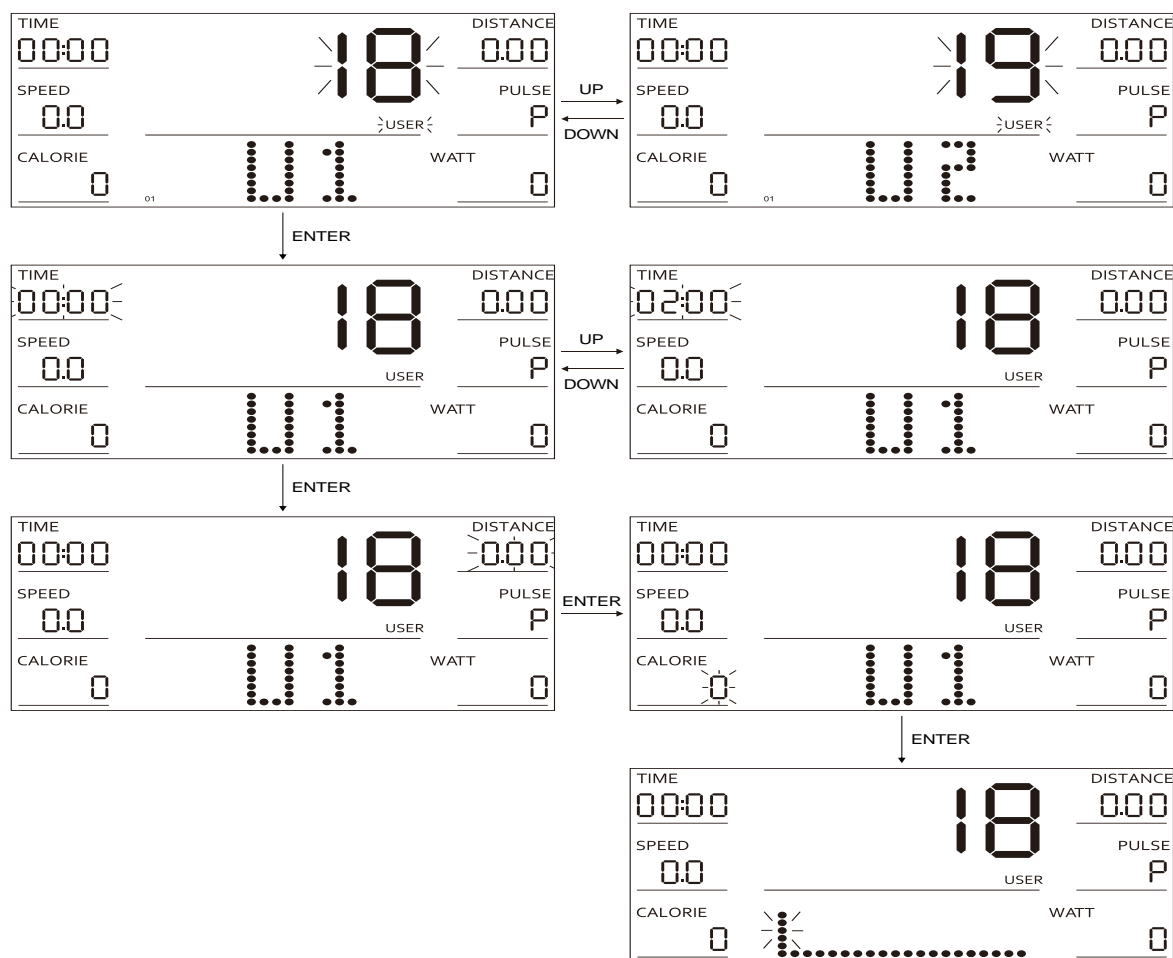 TIME
DISTANCE
00:00
18
0.00
SPEED
PULSE
0.0
P
USER
CALORIE
U1
WATT
0
0
01
UP
DOWN
TIME
DISTANCE
00:00
19
0.00
SPEED
PULSE
0.0
P
USER
CALORIE
U2
WATT
0
0
01
ENTER
TIME
DISTANCE
00:00
18
0.00
SPEED
PULSE
0.0
P
USER
CALORIE
U1
WATT
0
0
UP
DOWN
TIME
DISTANCE
02:00
18
0.00
SPEED
PULSE
0.0
P
USER
CALORIE
U1
WATT
0
0
ENTER
TIME
DISTANCE
00:00
18
0.00
SPEED
PULSE
0.0
P
USER
CALORIE
U1
WATT
0
0
ENTER
TIME
DISTANCE
00:00
18
0.00
SPEED
PULSE
0.0
P
USER
CALORIE
U1
WATT
0
0
ENTER
TIME
DISTANCE
00:00
18
0.00
SPEED
PULSE
0.0
P
USER
CALORIE
WATT
0
0